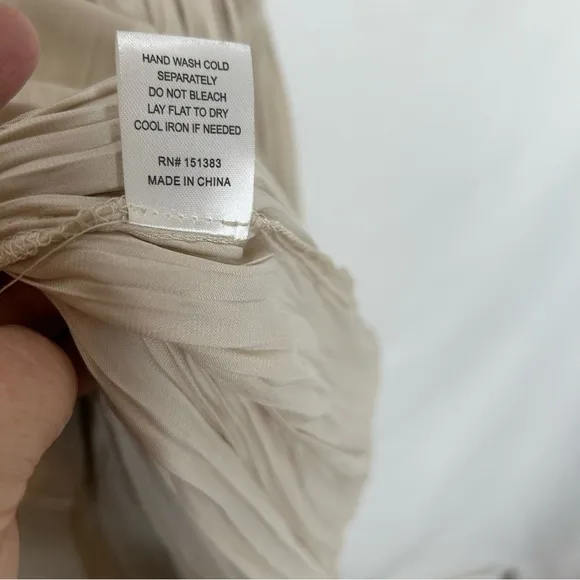 HAND WASH COLD
SEPARATELY
DO NOT BLEACH
LAY FLAT TO DRY
COOL IRON IF NEEDED
RN# 151383
MADE IN CHINA